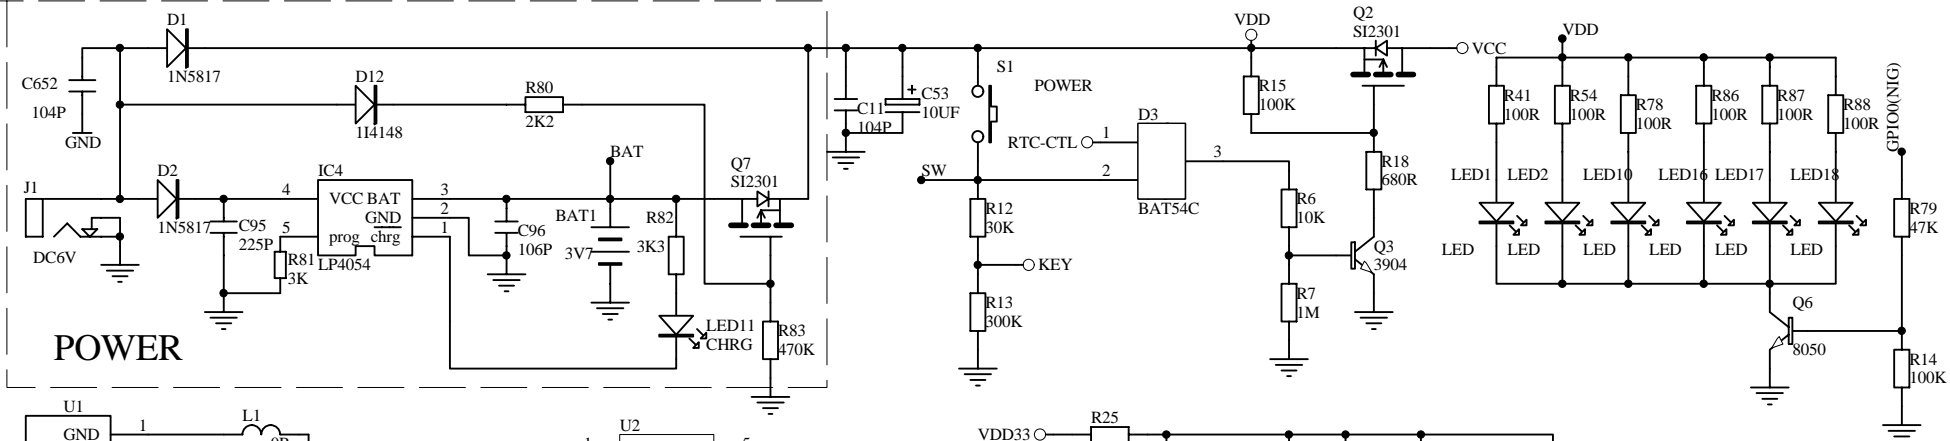 D1
1N5817
C652
104P
GND
D12
1I4148
R80
2K2
J1
DC6V
D2
1N5817
C95
225P
R81
3K
IC4
VCC BAT
GND
prog chrg
LP4054
4
5
3
2
1
C96
106P
BAT
BAT1
3V7
R82
3K3
Q7
SI2301
LED11
CHRG
R83
470K
POWER
C11
104P
+
C53
10UF
S1
POWER
SW
RTC-CTL
1
2
D3
BAT54C
3
R12
30K
KEY
R13
300K
VDD
R15
100K
Q2
SI2301
VCC
R18
680R
R6
10K
R7
1M
Q3
3904
VDD
R41
100R
R54
100R
R78
100R
R86
100R
R87
100R
R88
100R
LED1
LED2
LED10
LED16
LED17
LED18
LED
LED
LED
LED
LED
LED
GPIO0(NIG)
R79
47K
Q6
8050
R14
100K
U1
GND
1
L1
0R
U2
1
5
VDD33
R25